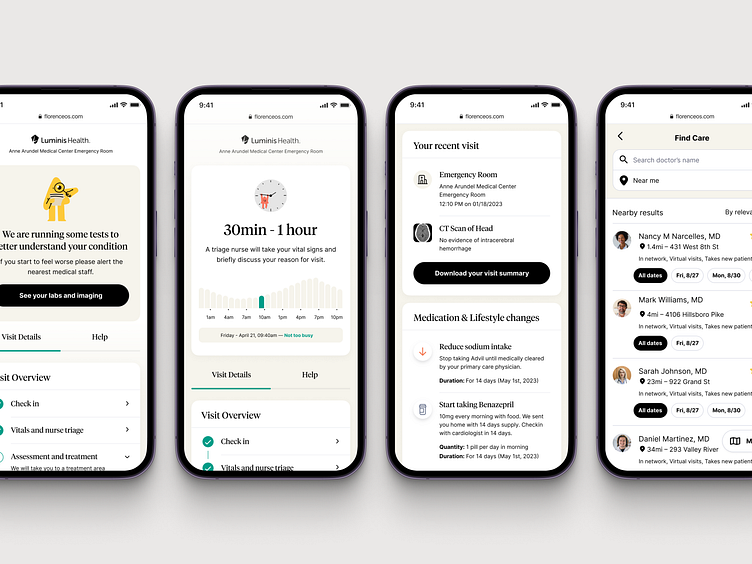 :41
florenceos.com
Luminis Health.
Anne Arundel Medical Center Emergency Room
We are running some tests to
etter understand your condition
f you start to feel worse please alert the
nearest medical staff.
See your labs and imaging
Visit Details
Help
isit Overview
Check in
Vitals and nurse triage
Assessment and treatment
We will take you to a treatment area
9:41
florenceos.com
Luminis Health.
Anne Arundel Medical Center Emergency Room
30min - 1 hour
A triage nurse will take your vital signs and
briefly discuss your reason for visit.
1am 4am 7am 10am 1pm 4pm 7pm 10pm
Friday - April 21, 09:40am — Not too busy
Visit Details
Help
Visit Overview
Check in
Vitals and nurse triage
9:41
florenceos.com
Your recent visit
Emergency Room
Anne Arundel Medical Center
Emergency Room
12:10 PM on 01/18/2023
CT Scan of Head
No evidence of intracerebral
hemorrhage
Download your visit summary
Medication & Lifestyle changes
Reduce sodium intake
Stop taking Advil until medically cleared
by your primary care physician.
Duration: For 14 days (May 1st, 2023)
Start taking Benazepril
10mg every morning with food. We sent
you home with 14 days supply. Checkin
with cardiologist in 14 days.
Quantity: 1 pill per day in morning
Duration: For 14 days (May 1st, 2023)
9:41
florenceos.com
Find Care
Search doctor's name
Near me
Nearby results
By releva
Nancy M Narcelles, MD
1.4mi – 431 West 8th St
In network, Virtual visits, Takes new patient
All dates
Fri, 8/27
Mon, 8/30
Mark Williams, MD
4mi – 4106 Hillsboro Pike
In network, Virtual visits, Takes new patient
All dates
Fri, 8/27
Sarah Johnson, MD
23mi – 922 Grand St
In network, Virtual visits, Takes new patient
All dates
Fri, 8/27
Mon, 8/30
Daniel Martinez, MD
34mi – 293 Valley River
M
In network, Virtual visits, Takes new patient